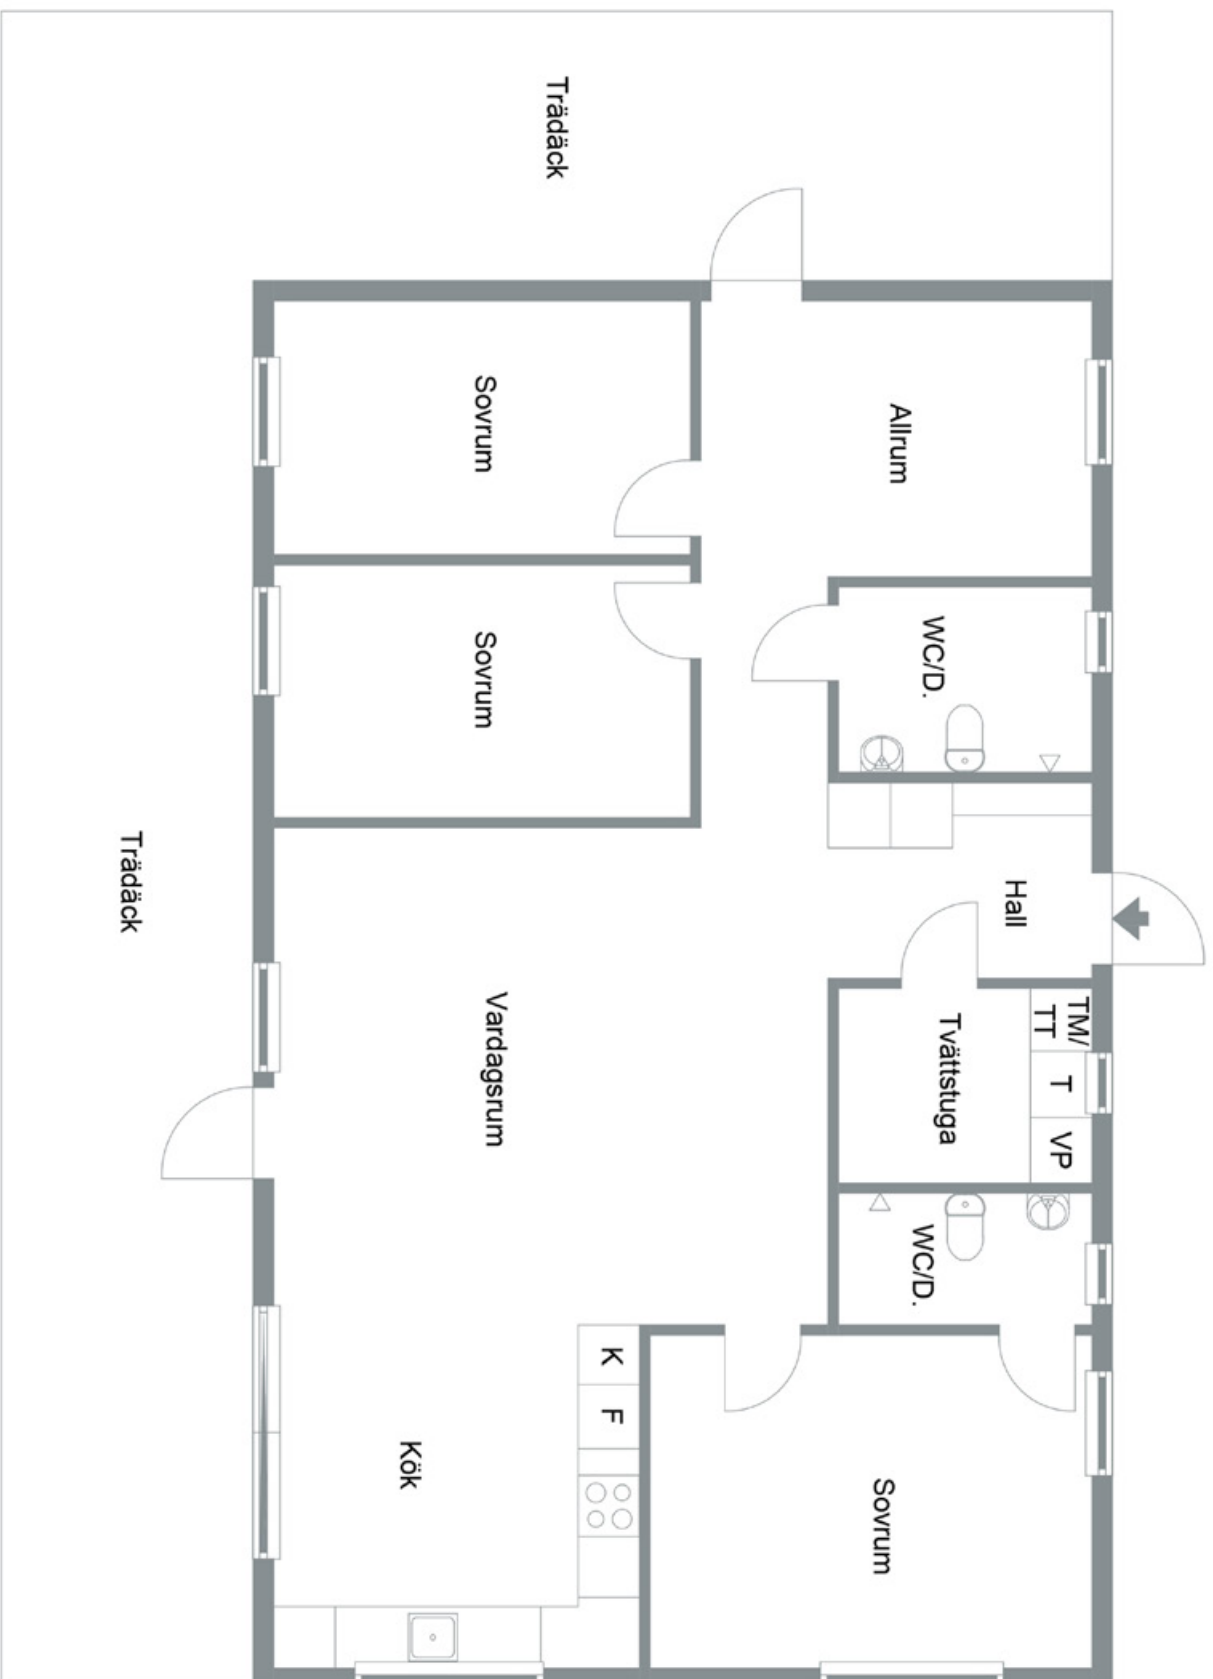 Trädäck
Allrum
Sovrum
WC/D.
Sovrum
Hall
Trädäck
TM/
TT
T
VP
Tvättstuga
Vardagsrum
WC/D.
K
F
Kök
Sovrum